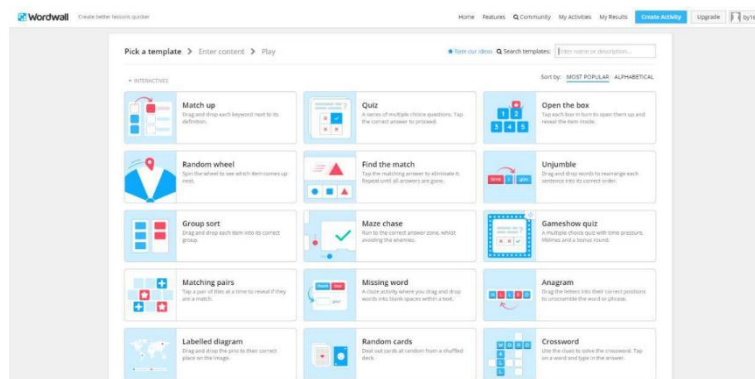 Wordwall Create better lessons quicker
Home Features Community My Activities My Results Create Activity Upgrade
Pick a template > Enter content > Play
Rate our ideas Search templates: Enter name or description...
INTERACTIVES
Sort by: MOST POPULAR ALPHABETICAL
Match up
Drag and drop each keyword next to its
definition.
Quiz
A series of multiple choice questions. Tap
the correct answer to proceed.
Open the box
Tap each box in turn to open them up and
reveal the item inside.
1 2
3 4 5
Random wheel
Spin the wheel to see which item comes up
next.
Find the match
Tap the matching answer to eliminate it.
Repeat until all answers are gone.
Unjumble
Drag and drop words to rearrange each
sentence into its correct order.
Group sort
Drag and drop each item into its correct
group.
Maze chase
Run to the correct answer zone, whilst
avoiding the enemies.
Gameshow quiz
A multiple choice quiz with time pressure,
lifelines and a bonus round.
Matching pairs
Tap a pair of tiles at a time to reveal if they
are a match.
Missing word
A cloze activity where you drag and drop
words into blank spaces within a text.
Anagram
Drag the letters into their correct positions
to unscramble the word or phrase.
Labelled diagram
Drag and drop the pins to their correct
place on the image.
Random cards
Deal out cards at random from a shuffled
deck.
Crossword
Use the clues to solve the crossword. Tap
on a word and type in the answer.